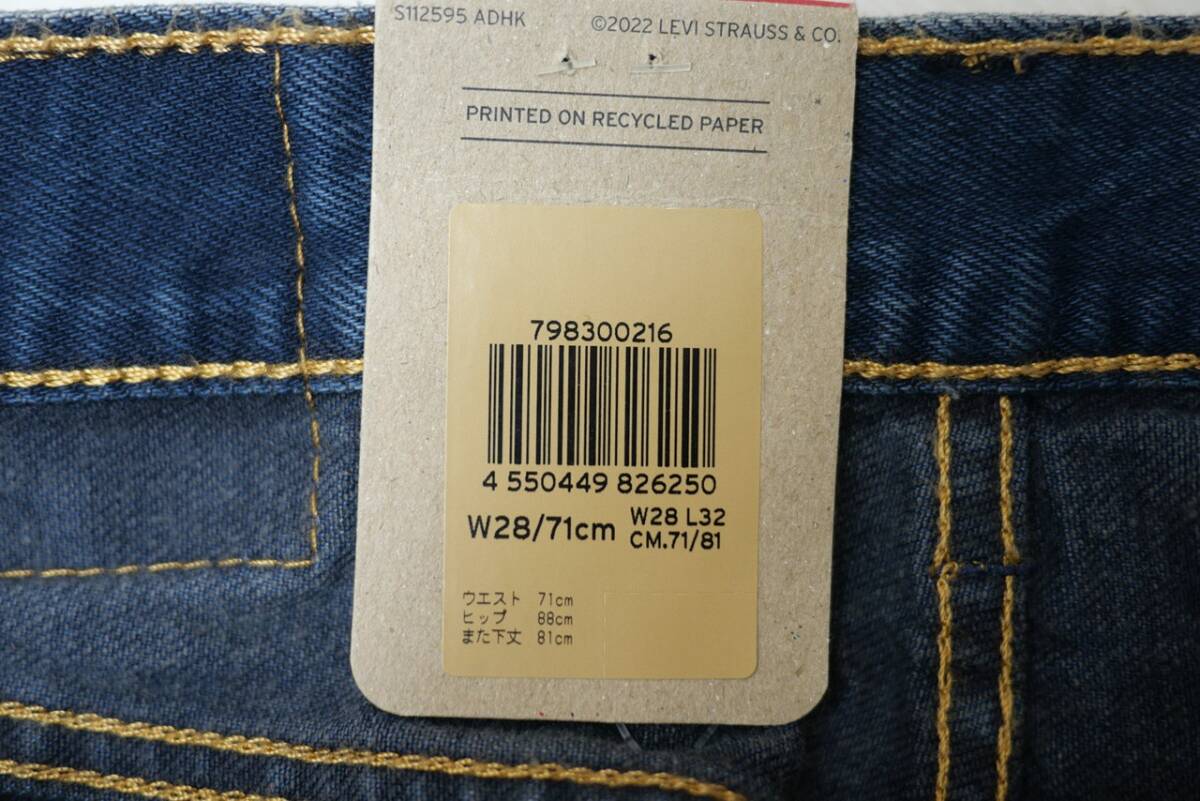 S112595 ADHK ©2022 LEVI STRAUSS & CO.
PRINTED ON RECYCLED PAPER
798300216
4 550449 826250
W28/71cm W28 L32
CM.71/81
ウエスト 71cm
ヒップ 88cm
また下丈 81cm